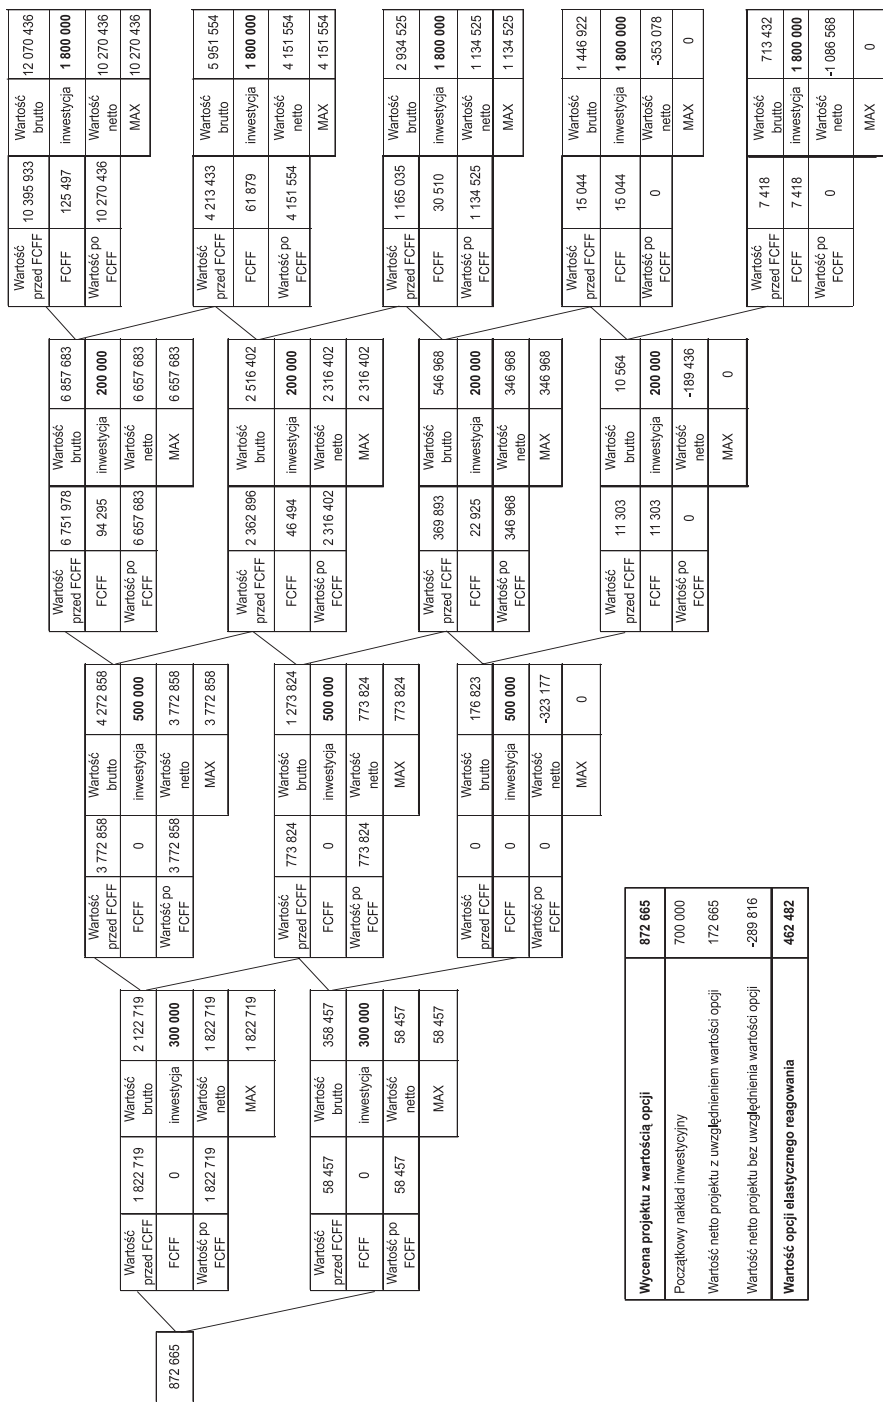 872 665
Wartość
przed FCFF
1 822 719
Wartość
brutto
2 122 719
FCFF
0
inwestycja
300 000
Wartość po
FCFF
1 822 719
Wartość
netto
1 822 719
MAX
1 822 719
Wartość
przed FCFF
58 457
Wartość
brutto
358 457
FCFF
0
inwestycja
300 000
Wartość po
FCFF
58 457
Wartość
netto
58 457
MAX
58 457
Wartość
przed FCFF
3 772 858
Wartość
brutto
4 272 858
FCFF
0
inwestycja
500 000
Wartość po
FCFF
3 772 858
Wartość
netto
3 772 858
MAX
3 772 858
Wartość
przed FCFF
773 824
Wartość
brutto
1 273 824
FCFF
0
inwestycja
500 000
Wartość po
FCFF
773 824
Wartość
netto
773 824
MAX
773 824
Wartość
przed FCFF
0
Wartość
brutto
176 823
FCFF
0
inwestycja
500 000
Wartość po
FCFF
0
Wartość
netto
-323 177
MAX
0
Wartość
przed FCFF
6 751 978
Wartość
brutto
6 857 683
FCFF
94 295
inwestycja
200 000
Wartość po
FCFF
6 657 683
Wartość
netto
6 657 683
MAX
6 657 683
Wartość
przed FCFF
2 362 896
Wartość
brutto
2 516 402
FCFF
46 494
inwestycja
200 000
Wartość po
FCFF
2 316 402
Wartość
netto
2 316 402
MAX
2 316 402
Wartość
przed FCFF
369 893
Wartość
brutto
546 968
FCFF
22 925
inwestycja
200 000
Wartość po
FCFF
346 968
Wartość
netto
346 968
MAX
346 968
Wartość
przed FCFF
11 303
Wartość
brutto
10 564
FCFF
11 303
inwestycja
200 000
Wartość po
FCFF
0
Wartość
netto
-189 436
MAX
0
Wartość
przed FCFF
10 395 933
Wartość
brutto
12 070 436
FCFF
125 497
inwestycja
1 800 000
Wartość po
FCFF
10 270 436
Wartość
netto
10 270 436
MAX
10 270 436
Wartość
przed FCFF
4 213 433
Wartość
brutto
5 951 554
FCFF
61 879
inwestycja
1 800 000
Wartość po
FCFF
4 151 554
Wartość
netto
4 151 554
MAX
4 151 554
Wartość
przed FCFF
1 165 035
Wartość
brutto
2 934 525
FCFF
30 510
inwestycja
1 800 000
Wartość po
FCFF
1 134 525
Wartość
netto
1 134 525
MAX
1 134 525
Wartość
przed FCFF
15 044
Wartość
brutto
1 446 922
FCFF
15 044
inwestycja
1 800 000
Wartość po
FCFF
0
Wartość
netto
-353 078
MAX
0
Wartość
przed FCFF
7 418
Wartość
brutto
713 432
FCFF
7 418
inwestycja
1 800 000
Wartość po
FCFF
0
Wartość
netto
-1 086 568
MAX
0
Wycena projektu z wartością opcji 872 665
Początkowy nakład inwestycyjny 700 000
Wartość netto projektu z uwzględnieniem wartości opcji 172 665
Wartość netto projektu bez uwzględnienia wartości opcji -289 816
Wartość opcji elastycznego reagowania 462 482